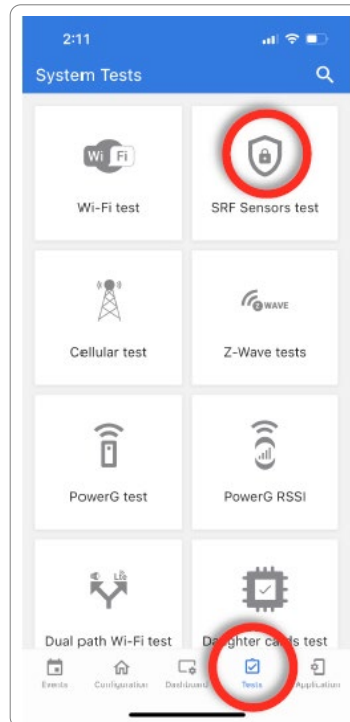 2:11
System Tests
Wi Fi
Wi-Fi test
SRF Sensors test
Z WAVE
Cellular test
Z-Wave tests
PowerG test
PowerG RSSI
LTE
Dual path Wi-Fi test
Daughter cards test
Events
Configuration
Dashboard
Tests
Application